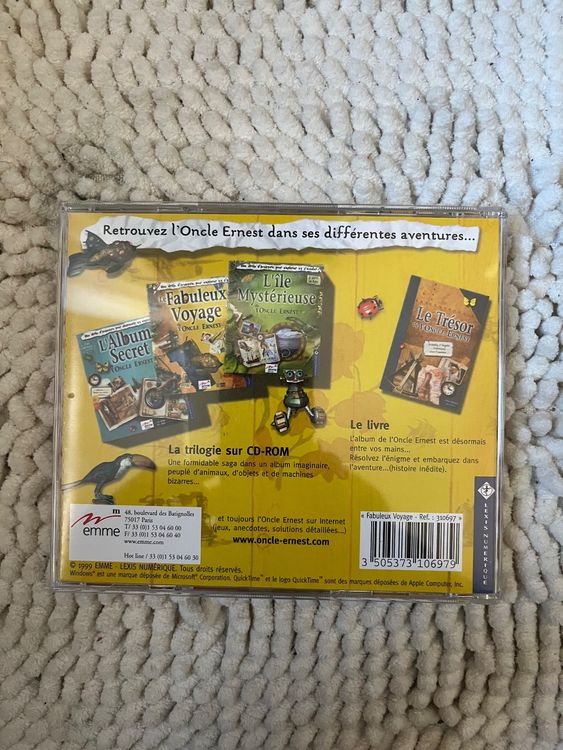 Retrouvez l'Oncle Ernest dans ses différentes aventures...
L'Album
Secret
de l'ONCLE ERNEST
Le Fabuleux
Voyage
de l'ONCLE ERNEST
L'île
Mystérieuse
de l'ONCLE ERNEST
Le Trésor
de l'ONCLE ERNEST
La trilogie sur CD-ROM
Une formidable saga dans un album imaginaire,
peuplé d'animaux, d'objets et de machines
bizarres...
Le livre
L'album de l'Oncle Ernest est désormais
entre vos mains...
Résolvez l'énigme et embarquez dans
l'aventure...(histoire inédite).
m
emme
48, boulevard des Batignolles
75017 Paris
T/ 33 (0)1 53 04 60 00
F/ 33 (0)1 53 04 60 40
www.emme.com
Hot line / 33 (0)1 53 04 60 30
et toujours l'Oncle Ernest sur Internet
(jeux, anecdotes, solutions détaillées...)
www.oncle-ernest.com
« Fabuleux Voyage - Réf. : 310697 »
3 505373 106979
LEXIS NUMERIQUE
© 1999 EMME - LEXIS NUMÉRIQUE. Tous droits réservés.
Windows® est une marque déposée de Microsoft® Corporation. QuickTime™ et le logo QuickTime™ sont des marques déposées de Apple Computer, Inc.